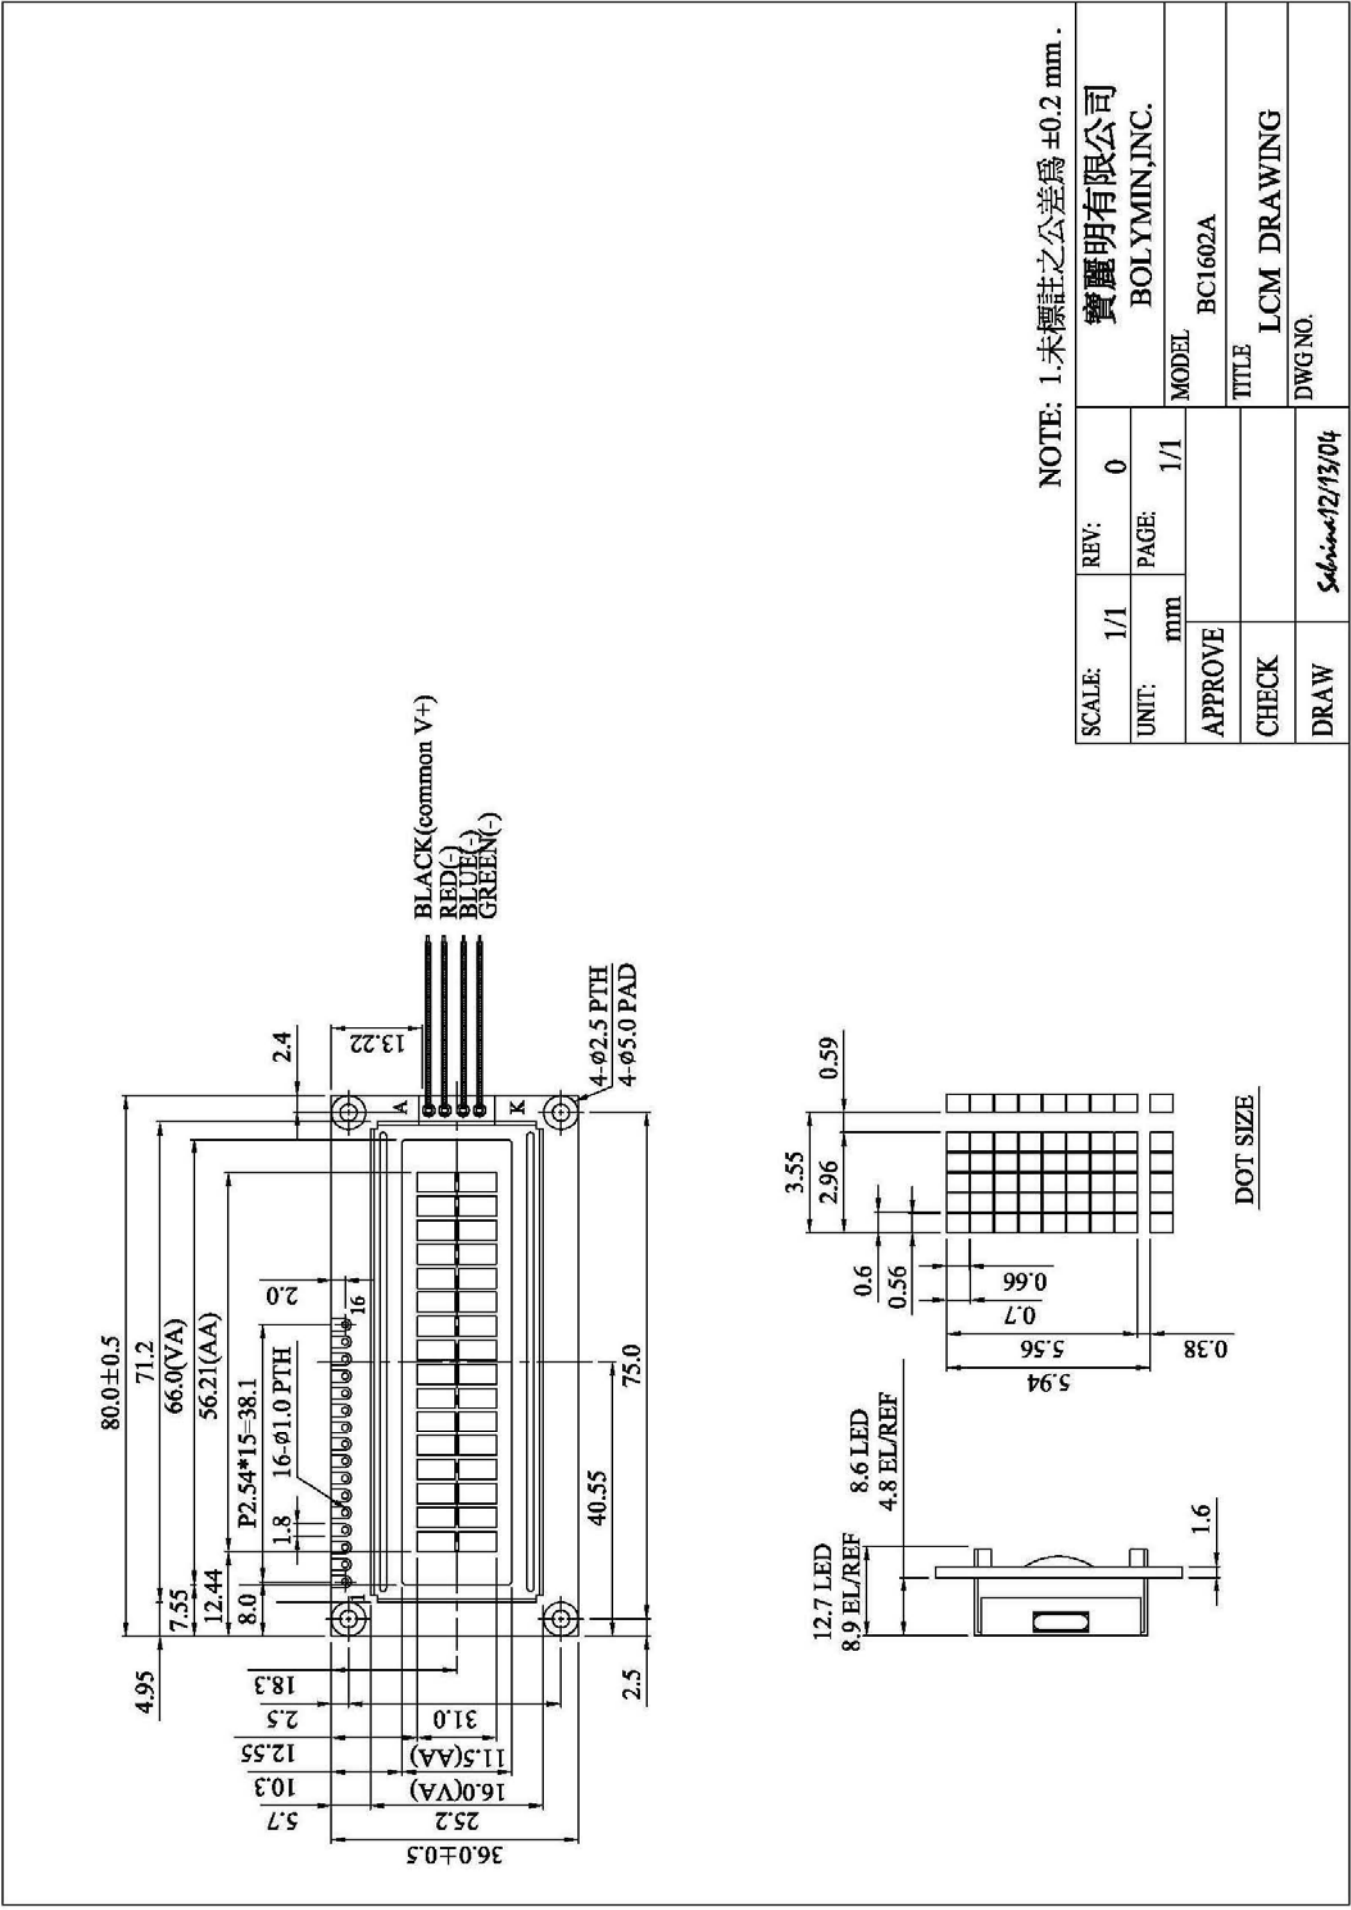 80.0±0.5
71.2
66.0(VA)
56.21(AA)
P2.54*15=38.1
16-ø1.0 PTH
1.8
2.0
2.4
4.95
7.55
12.44
8.0
1
16
18.3
2.5
12.55
10.3
5.7
31.0
11.5(AA)
16.0(VA)
25.2
36.0±0.5
2.5
40.55
75.0
13.22
A
K
BLACK(common V+)
RED(-)
BLUE(-)
GREEN(-)
4-ø2.5 PTH
4-ø5.0 PAD
12.7 LED
8.9 EL/REF
8.6 LED
4.8 EL/REF
1.6
3.55
2.96
0.59
0.6
0.56
0.66
0.7
5.56
5.94
0.38
DOT SIZE
NOTE: 1.未標註之公差爲 ±0.2 mm .
SCALE: 1/1
REV: 0
寶麗明有限公司
BOLYMIN,INC.
UNIT: mm
PAGE: 1/1
MODEL
BC1602A
APPROVE
TITLE
LCM DRAWING
CHECK
DRAW
Sabrina12/13/04
DWG NO.